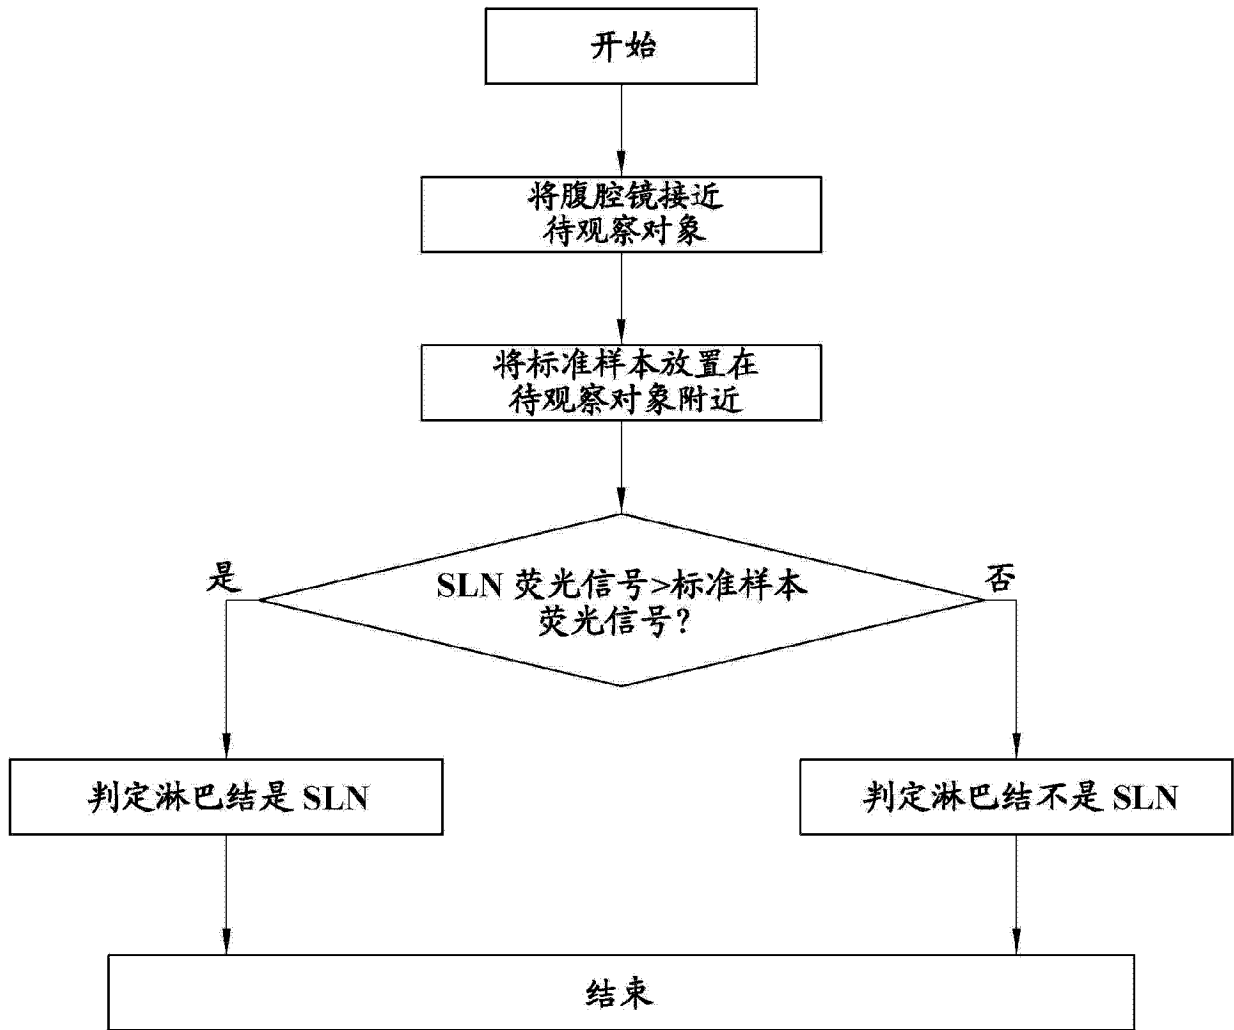 开始
将腹腔镜接近
待观察对象
将标准样本放置在
待观察对象附近
是
SLN 荧光信号>标准样本
荧光信号?
否
判定淋巴结是 SLN
判定淋巴结不是 SLN
结束